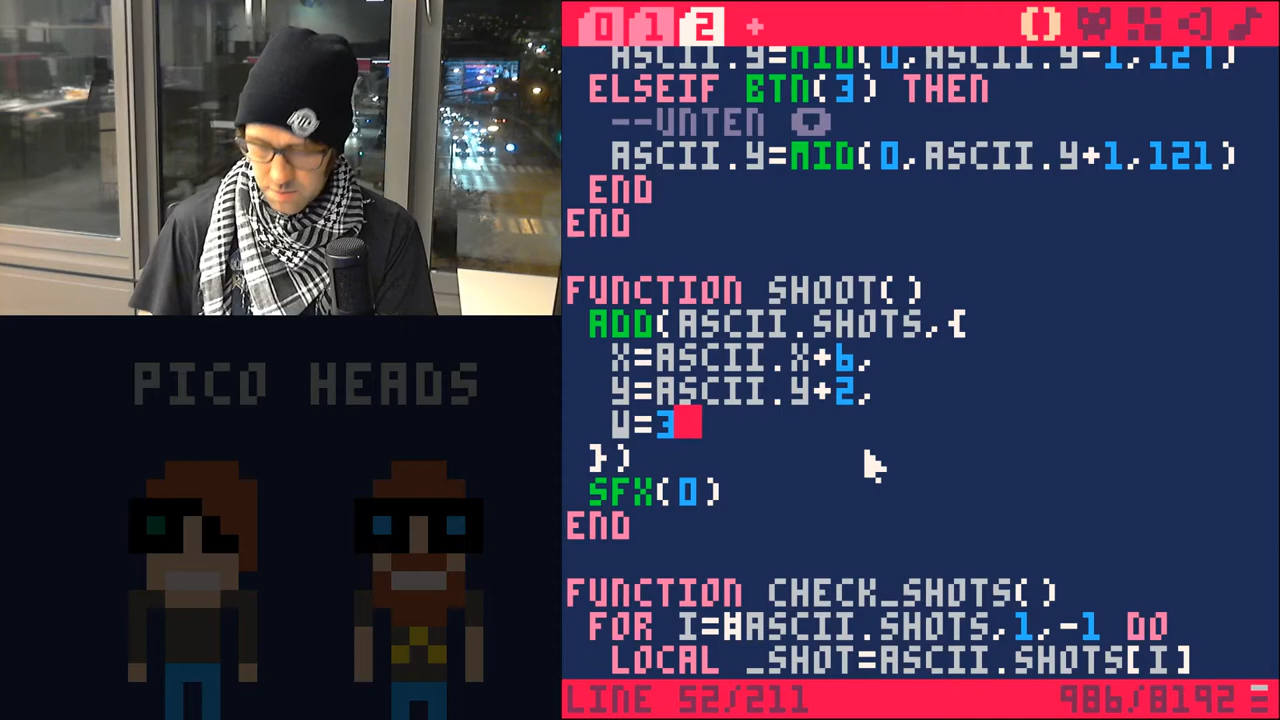 0 1 2 +
ASCII.Y=MID(0,ASCII.Y-1,121)
ELSEIF BTN(3) THEN
--UNTEN
ASCII.Y=MID(0,ASCII.Y+1,121)
END
END
FUNCTION SHOOT()
ADD(ASCII.SHOTS,{
X=ASCII.X+6,
Y=ASCII.Y+2,
W=3
})
SFX(0)
END
FUNCTION CHECK_SHOTS()
FOR I=#ASCII.SHOTS,1,-1 DO
LOCAL _SHOT=ASCII.SHOTS[I]
LINE 52/211
986/8192
PICO HEADS